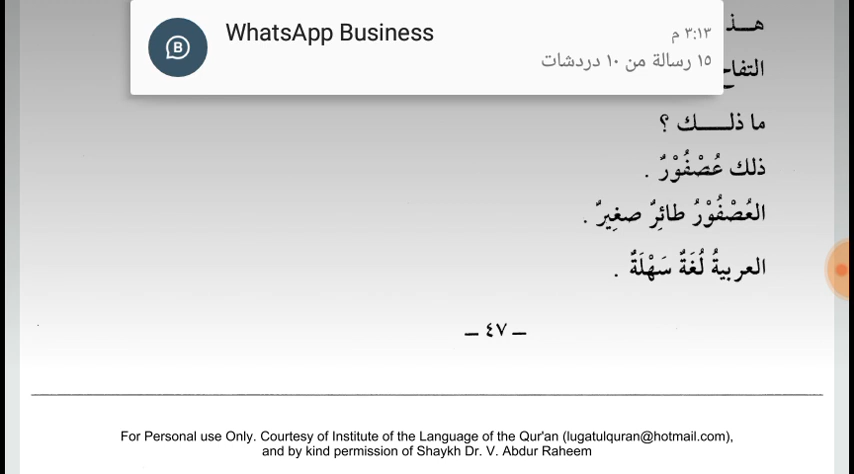 هـــذ
WhatsApp Business
٣:١٣ م
١٥ رسالة من ١٠ دردشات
ما ذلــــك ؟
ذلك عُصْفُوْرٌ .
العُصْفُوْرُ طائِرٌ صغِيرٌ .
العربيةُ لُغَةٌ سَهْلَةٌ .
— ٤٧ —
For Personal use Only. Courtesy of Institute of the Language of the Qur'an (lugatulquran@hotmail.com),
and by kind permission of Shaykh Dr. V. Abdur Raheem